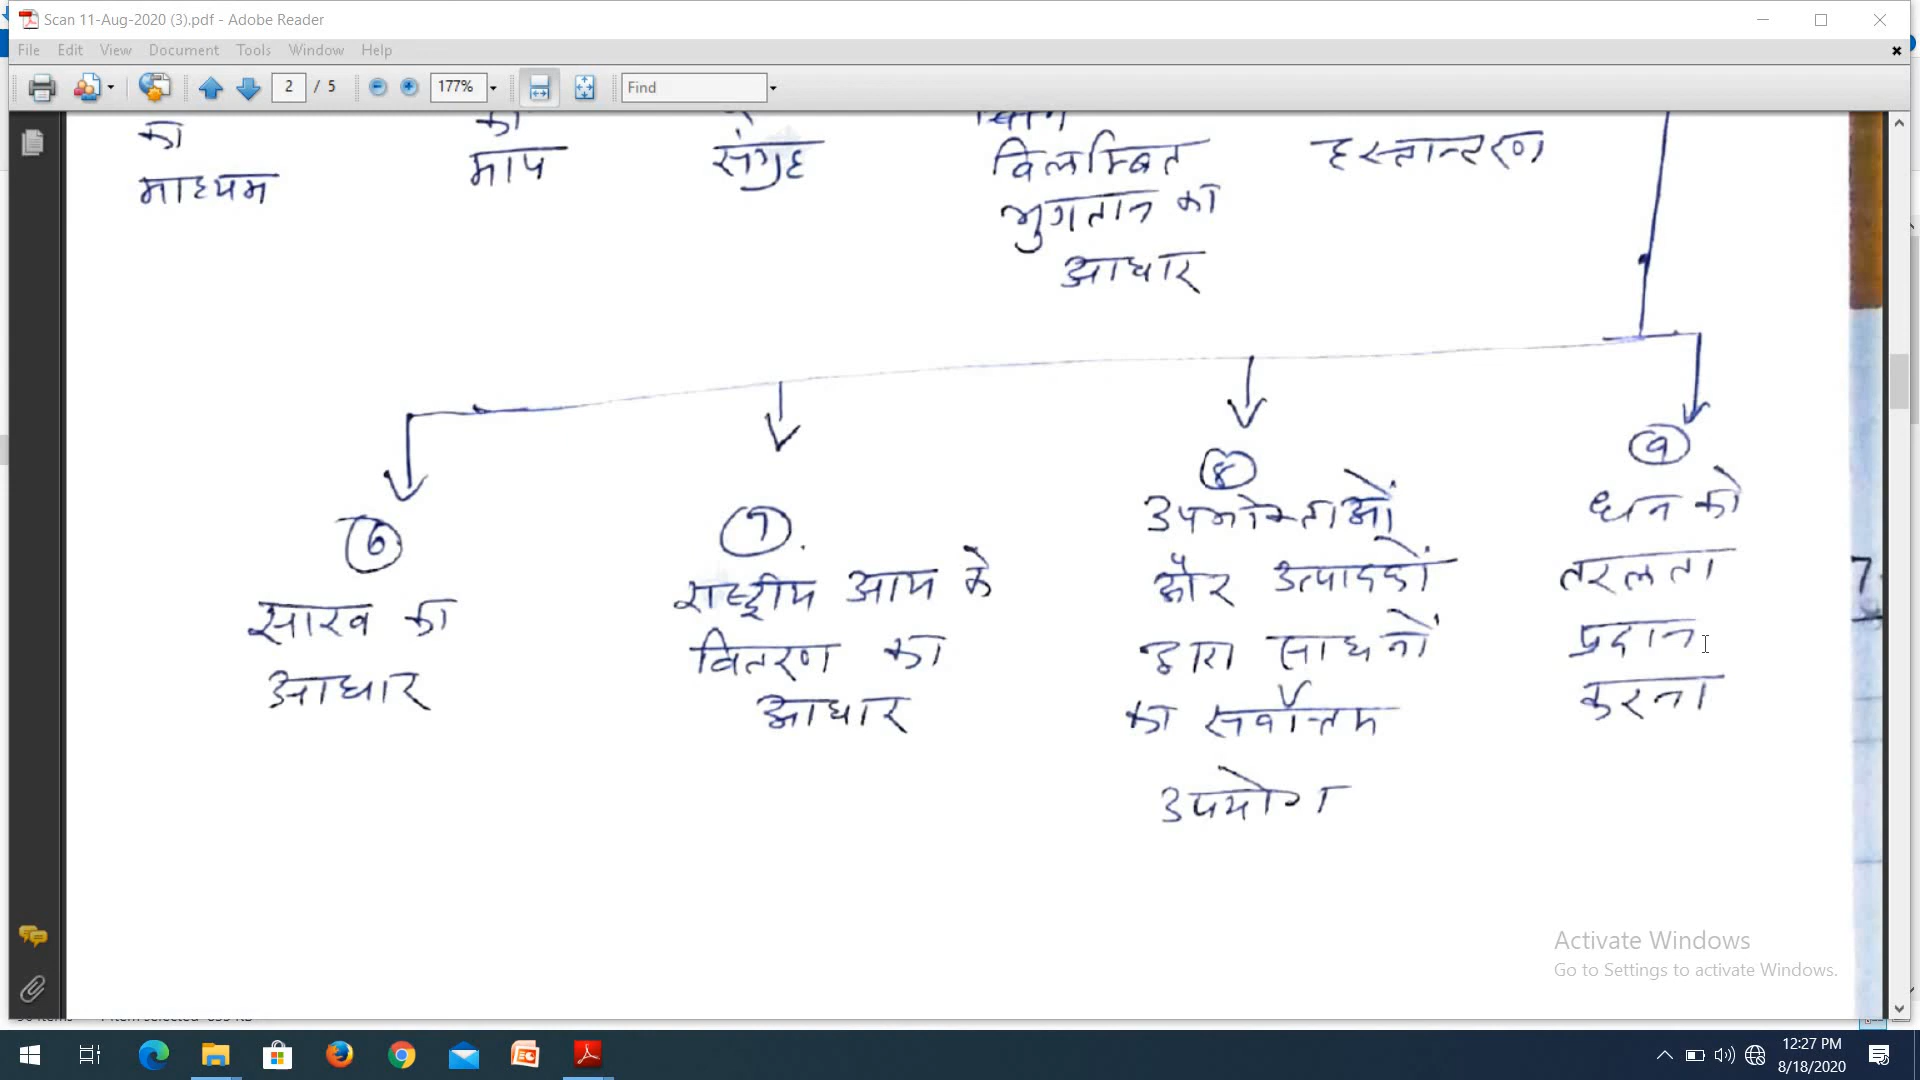 Scan 11-Aug-2020 (3).pdf - Adobe Reader
File Edit View Document Tools Window Help
2 / 5 177% Find
का
माध्यम
का
माप
संग्रह
विलम्बित
भुगतान का
आधार
हस्तान्तरण
6
साख का
आधार
7
राष्ट्रीय आय के
वितरण का
आधार
8
उपभोक्ताओं
और उत्पादकों
द्वारा साधनों
का सर्वोत्तम
उपयोग
9
धन को
तरलता
प्रदान
करना
7
Activate Windows
Go to Settings to activate Windows.
12:27 PM
8/18/2020